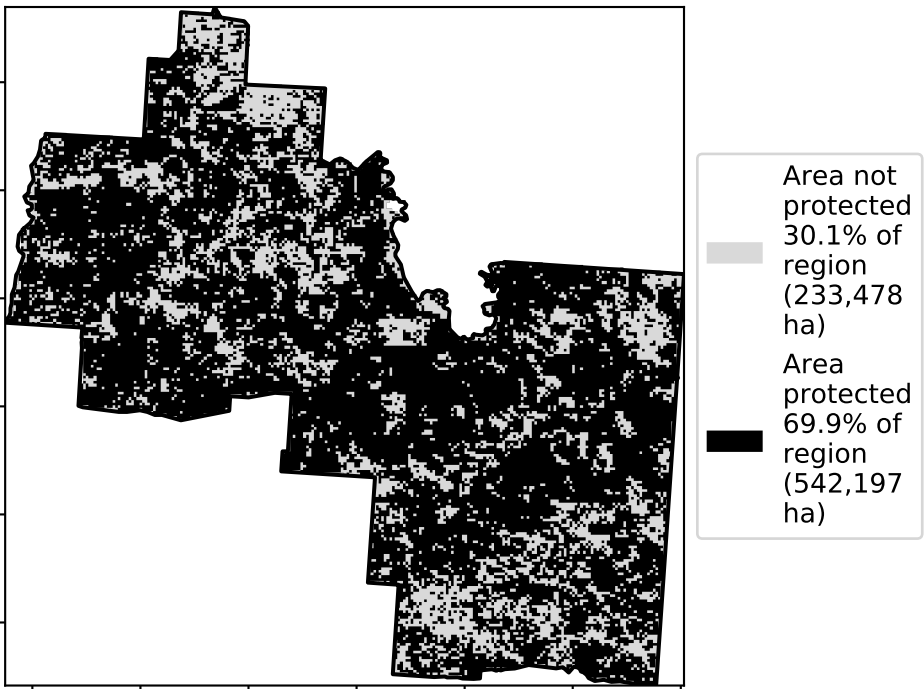 Area not
protected
30.1% of
region
(233,478
ha)
Area
protected
69.9% of
region
(542,197
ha)